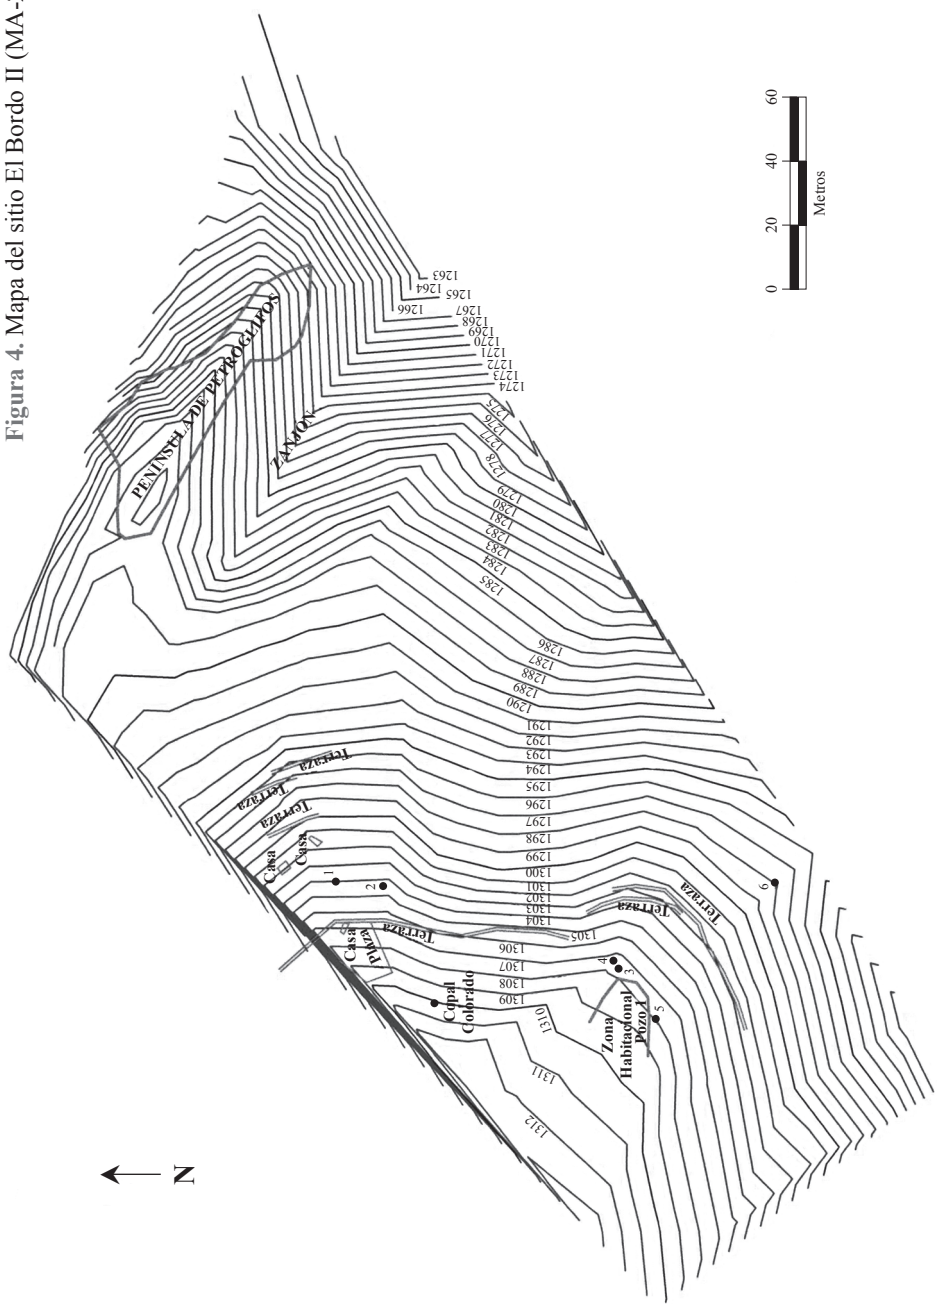 Figura 4. Mapa del sitio El Bordo II (MA-
N
PENINSULA DE PETROGLIFOS
ZANJON
Terraza
Terraza
Terraza
Casa
Casa
1
2
Casa
Plaza
Terraza
Copal
Colorado
Terraza
Terraza
Zona
Habitacional
Pozo 1
4
3
5
6
1263
1264
1265
1266
1267
1268
1269
1270
1271
1272
1273
1274
1275
1276
1277
1278
1279
1280
1281
1282
1283
1284
1285
1286
1287
1288
1289
1290
1291
1292
1293
1294
1295
1296
1297
1298
1299
1300
1301
1302
1303
1304
1305
1306
1307
1308
1309
1310
1311
1312
0 20 40 60
Metros